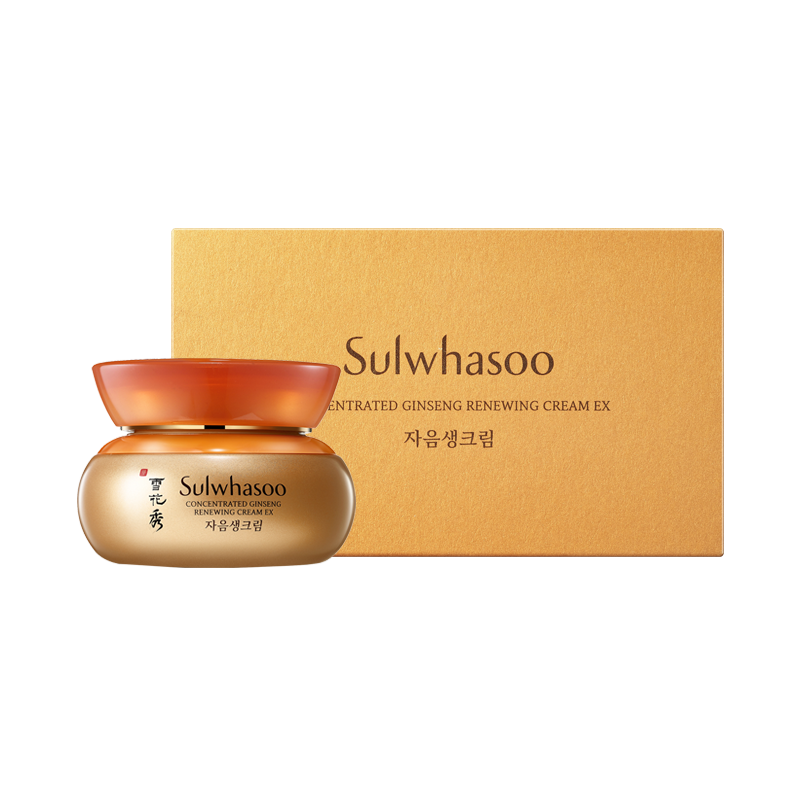 Sulwhasoo
ENTRATED GINSENG RENEWING CREAM EX
자음생크림
雪花秀
Sulwhasoo
CONCENTRATED GINSENG
RENEWING CREAM EX
자음생크림